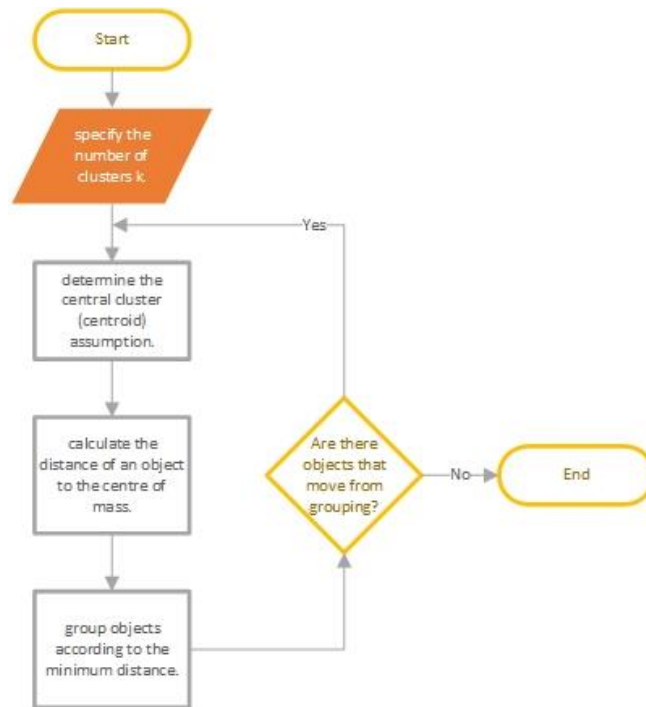 Start
specify the
number of
clusters k.
Yes
determine the
central cluster
(centroid)
assumption.
calculate the
distance of an object
to the centre of
mass.
Are there
objects that
move from
grouping?
No
End
group objects
according to the
minimum distance.